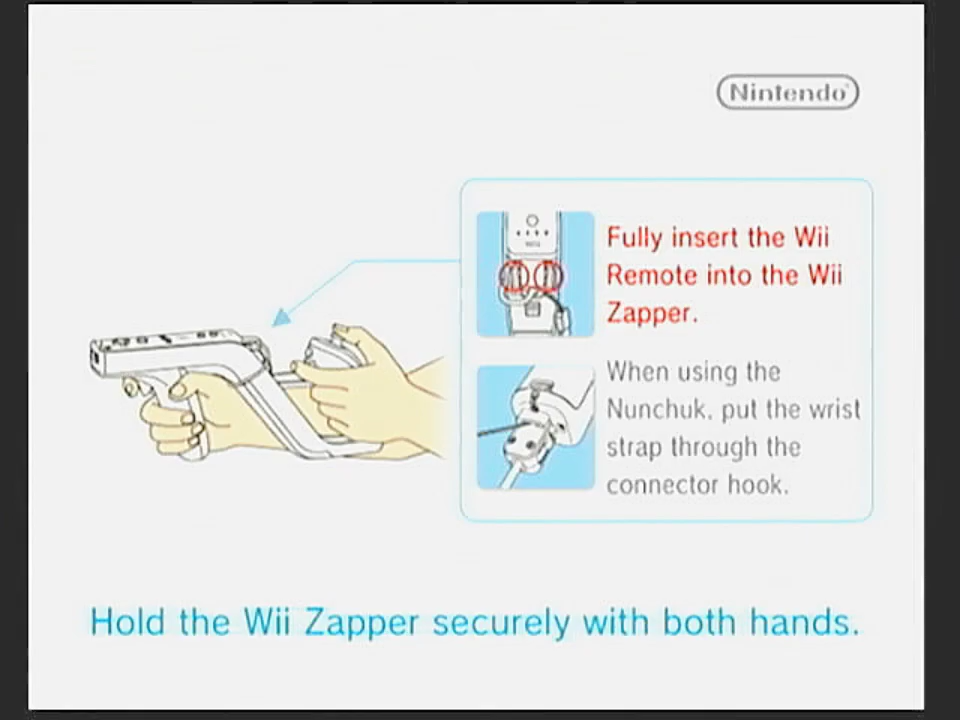 Nintendo
Fully insert the Wii
Remote into the Wii
Zapper.
When using the
Nunchuk, put the wrist
strap through the
connector hook.
Hold the Wii Zapper securely with both hands.